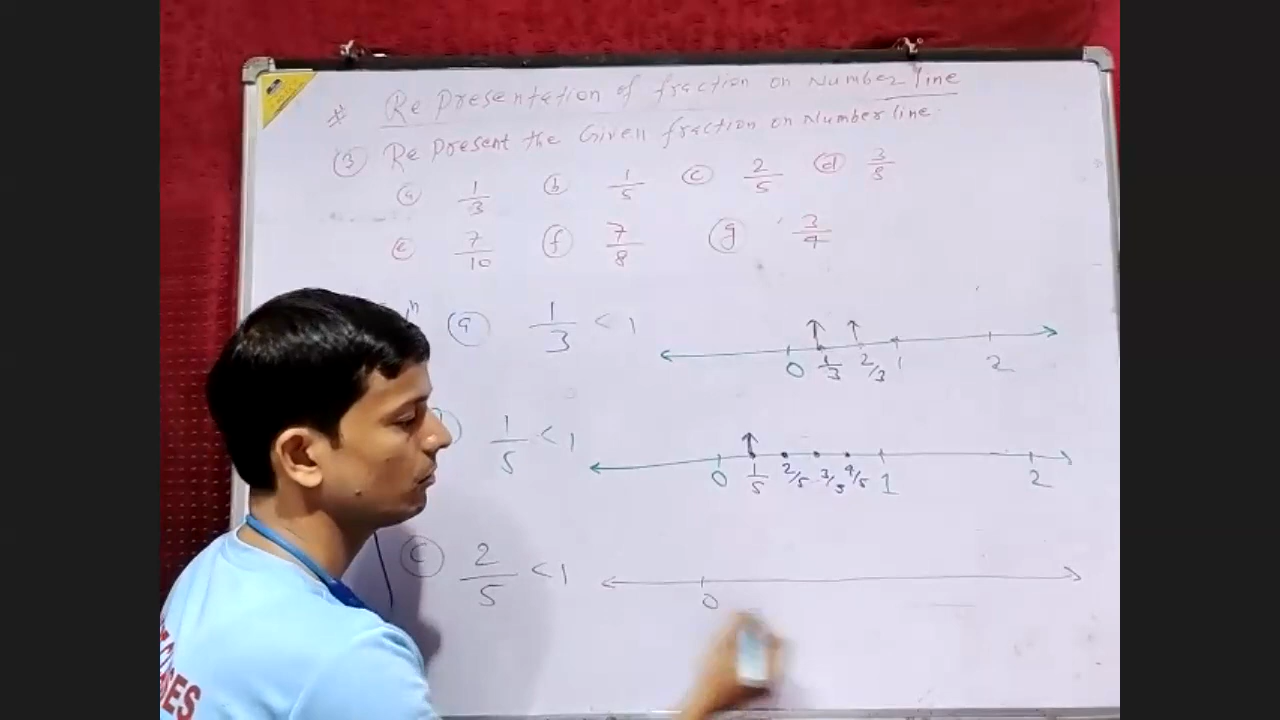 * Representation of fraction on Number line
(3) Represent the Given fraction on Number line.
(a) 1/3 (b) 1/5 (c) 2/5 (d) 3/5
(e) 7/10 (f) 7/8 (g) 3/4
(a) 1/3 < 1
0 1/3 2/3 1 2
1/5 < 1
0 1/5 2/5 3/5 4/5 1 2
(c) 2/5 < 1
0